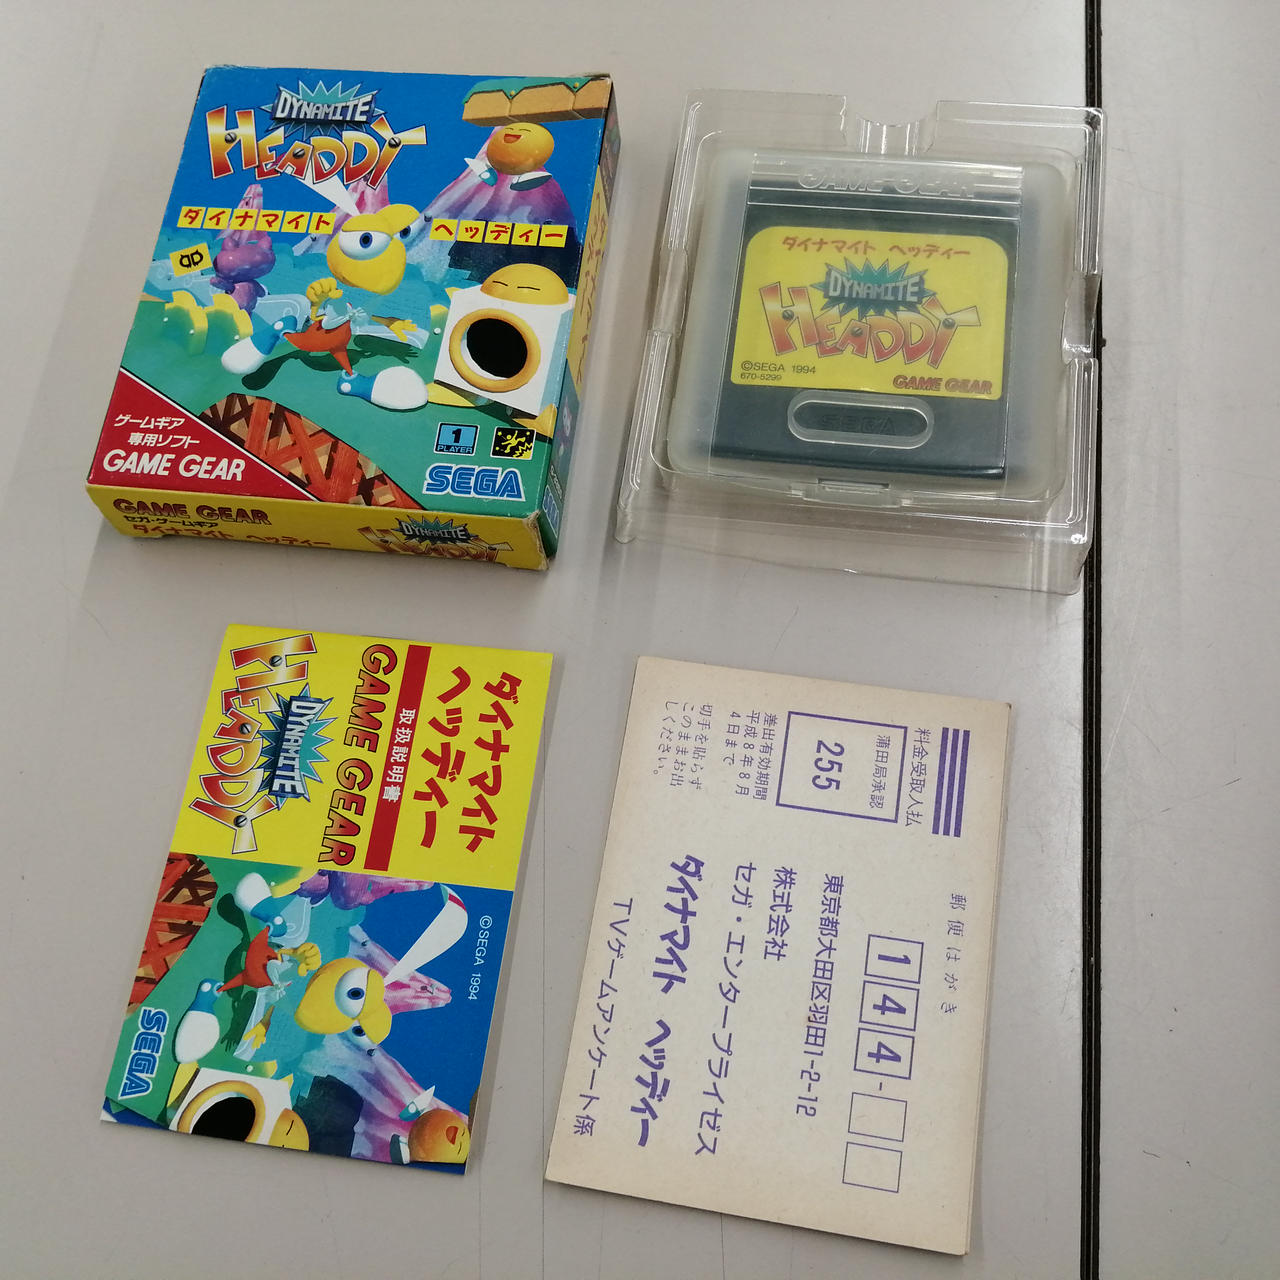 DYNAMITE
HEADDY
ダイナマイト ヘッディー
ゲームギア
専用ソフト
GAME GEAR
1
PLAYER
SEGA
GAME GEAR
セガ・ゲームギア
ダイナマイト ヘッディー
DYNAMITE
HEADDY
GAME GEAR
ダイナマイト ヘッディー
DYNAMITE
HEADDY
©SEGA 1994
670-5299
GAME GEAR
SEGA
ダイナマイト
ヘッディー
取扱説明書
GAME GEAR
DYNAMITE
HEADDY
©SEGA 1994
SEGA
郵便はがき
144-
料金受取人払
蒲田局承認
255
差出有効期間
平成8年8月
4日まで
切手を貼らず
このままお出
しください。
東京都大田区羽田1-2-12
株式会社
セガ・エンタープライゼス
ダイナマイト ヘッディー
TVゲームアンケート係